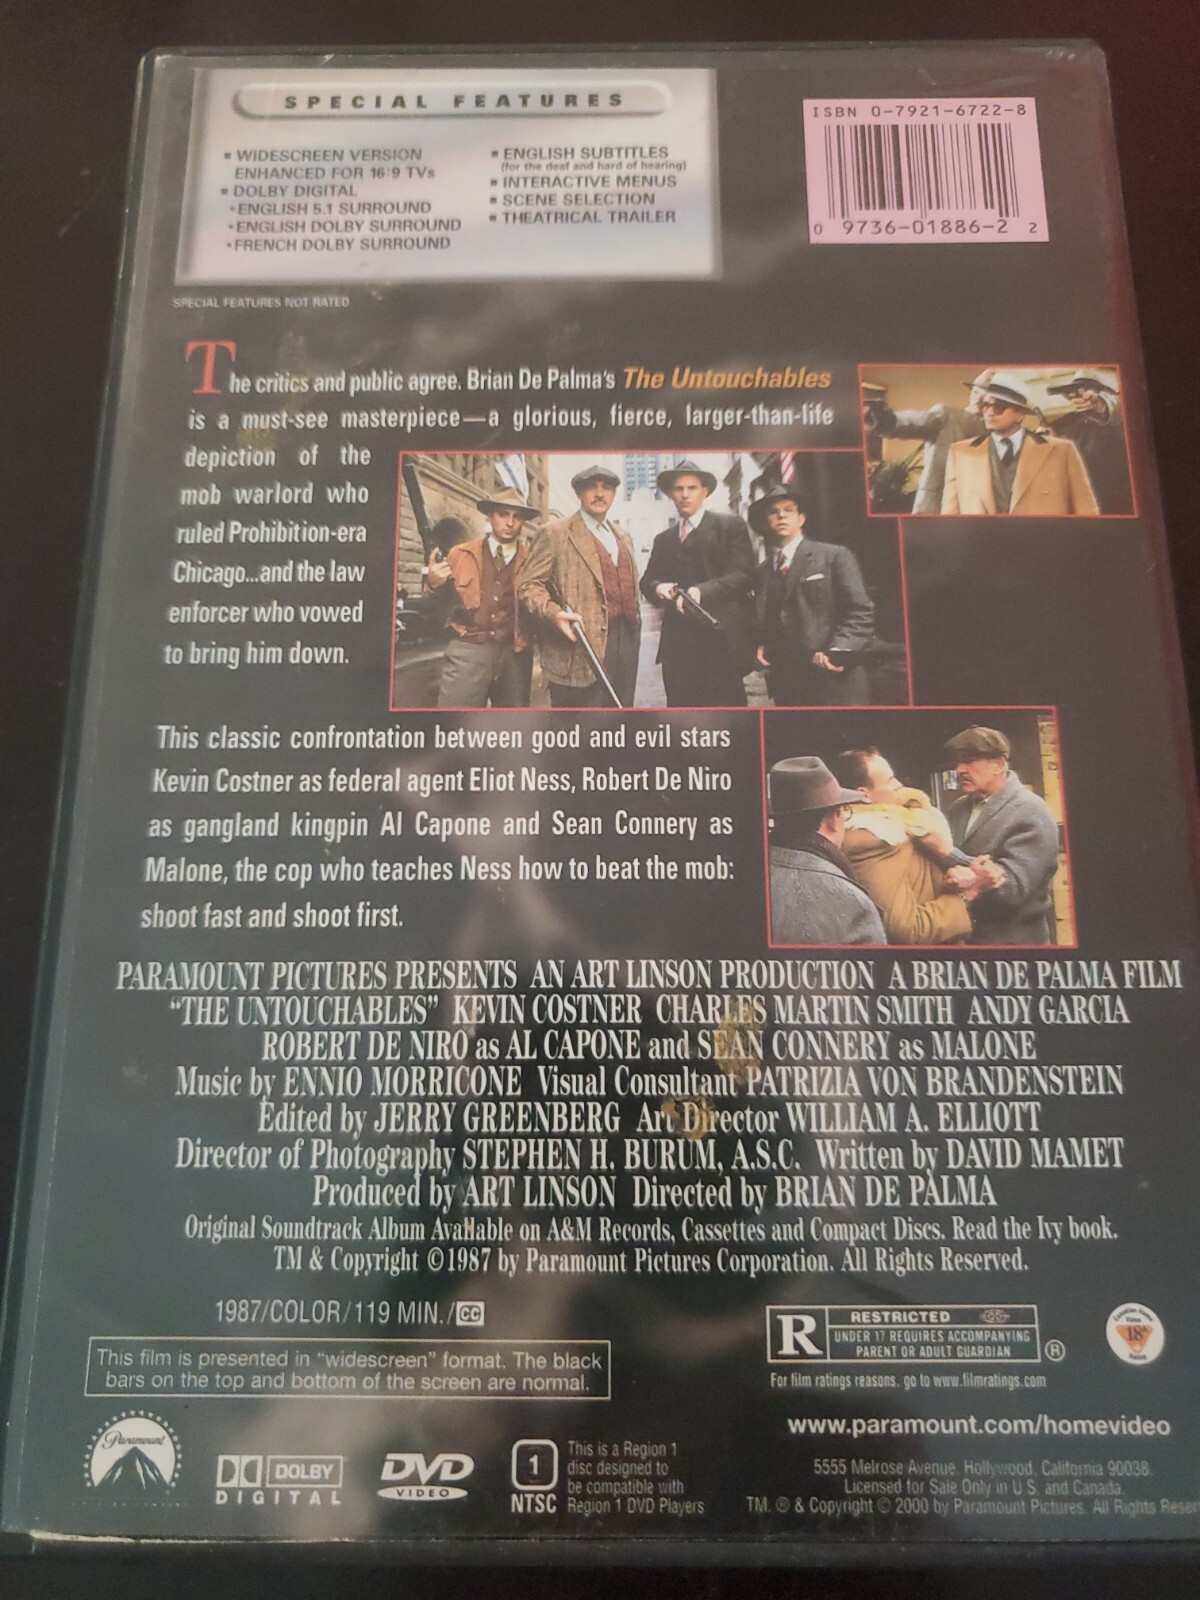 SPECIAL FEATURES
▪ WIDESCREEN VERSION
ENHANCED FOR 16:9 TVs
▪ DOLBY DIGITAL
•ENGLISH 5.1 SURROUND
•ENGLISH DOLBY SURROUND
•FRENCH DOLBY SURROUND
▪ ENGLISH SUBTITLES
(for the deaf and hard of hearing)
▪ INTERACTIVE MENUS
▪ SCENE SELECTION
▪ THEATRICAL TRAILER
ISBN 0-7921-6722-8
0 9736-01886-2 2
SPECIAL FEATURES NOT RATED
The critics and public agree. Brian De Palma's The Untouchables
is a must-see masterpiece—a glorious, fierce, larger-than-life
depiction of the
mob warlord who
ruled Prohibition-era
Chicago...and the law
enforcer who vowed
to bring him down.
This classic confrontation between good and evil stars
Kevin Costner as federal agent Eliot Ness, Robert De Niro
as gangland kingpin Al Capone and Sean Connery as
Malone, the cop who teaches Ness how to beat the mob:
shoot fast and shoot first.
PARAMOUNT PICTURES PRESENTS AN ART LINSON PRODUCTION A BRIAN DE PALMA FILM
"THE UNTOUCHABLES" KEVIN COSTNER CHARLES MARTIN SMITH ANDY GARCIA
ROBERT DE NIRO as AL CAPONE and SEAN CONNERY as MALONE
Music by ENNIO MORRICONE Visual Consultant PATRIZIA VON BRANDENSTEIN
Edited by JERRY GREENBERG Art Director WILLIAM A. ELLIOTT
Director of Photography STEPHEN H. BURUM, A.S.C. Written by DAVID MAMET
Produced by ART LINSON Directed by BRIAN DE PALMA
Original Soundtrack Album Available on A&M Records, Cassettes and Compact Discs. Read the Ivy book.
TM & Copyright ©1987 by Paramount Pictures Corporation. All Rights Reserved.
1987/COLOR/119 MIN./CC
This film is presented in "widescreen" format. The black
bars on the top and bottom of the screen are normal.
R
RESTRICTED
UNDER 17 REQUIRES ACCOMPANYING
PARENT OR ADULT GUARDIAN
®
For film ratings reasons, go to www.filmratings.com
18A
www.paramount.com/homevideo
Paramount
DOLBY
DIGITAL
DVD
VIDEO
1
NTSC
This is a Region 1
disc designed to
be compatible with
Region 1 DVD Players
5555 Melrose Avenue, Hollywood, California 90038.
Licensed for Sale Only in U.S. and Canada.
TM, ® & Copyright © 2000 by Paramount Pictures. All Rights Reser